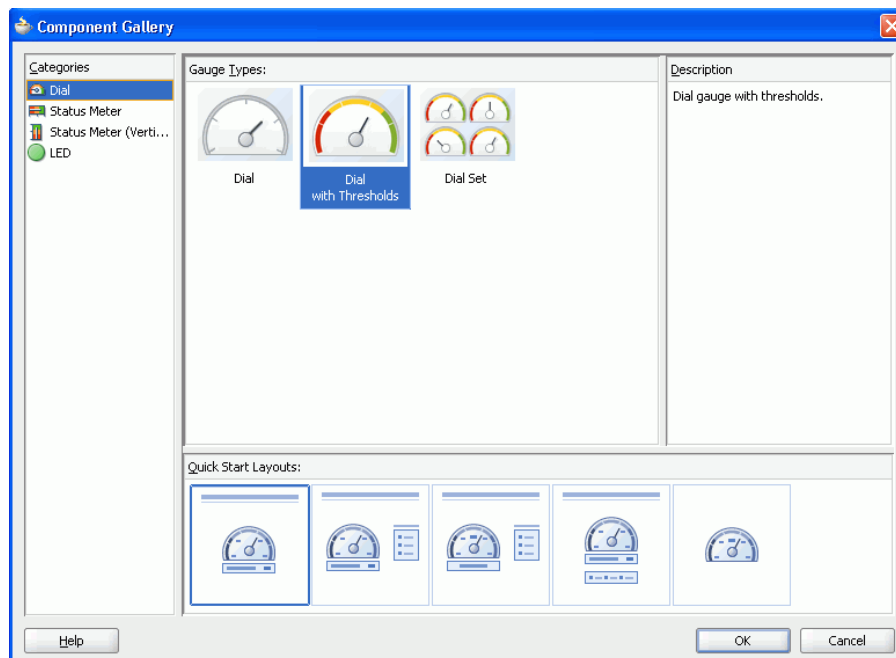 Component Gallery
Categories
Dial
Status Meter
Status Meter (Verti...
LED
Gauge Types:
Dial
Dial
with Thresholds
Dial Set
Description
Dial gauge with thresholds.
Quick Start Layouts:
Help
OK
Cancel